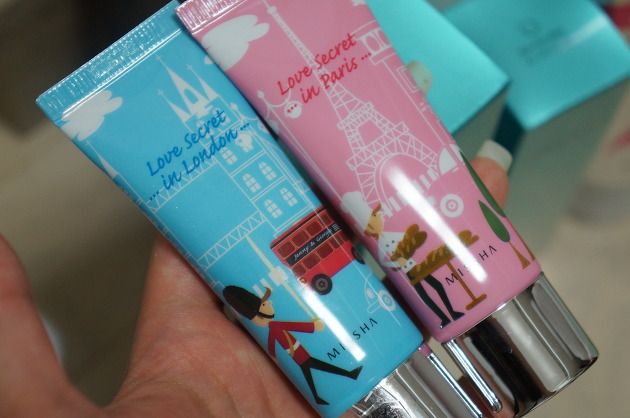 Love Secret
... in London ...
MISSHA
Love Secret
... in Paris ...
MISSHA